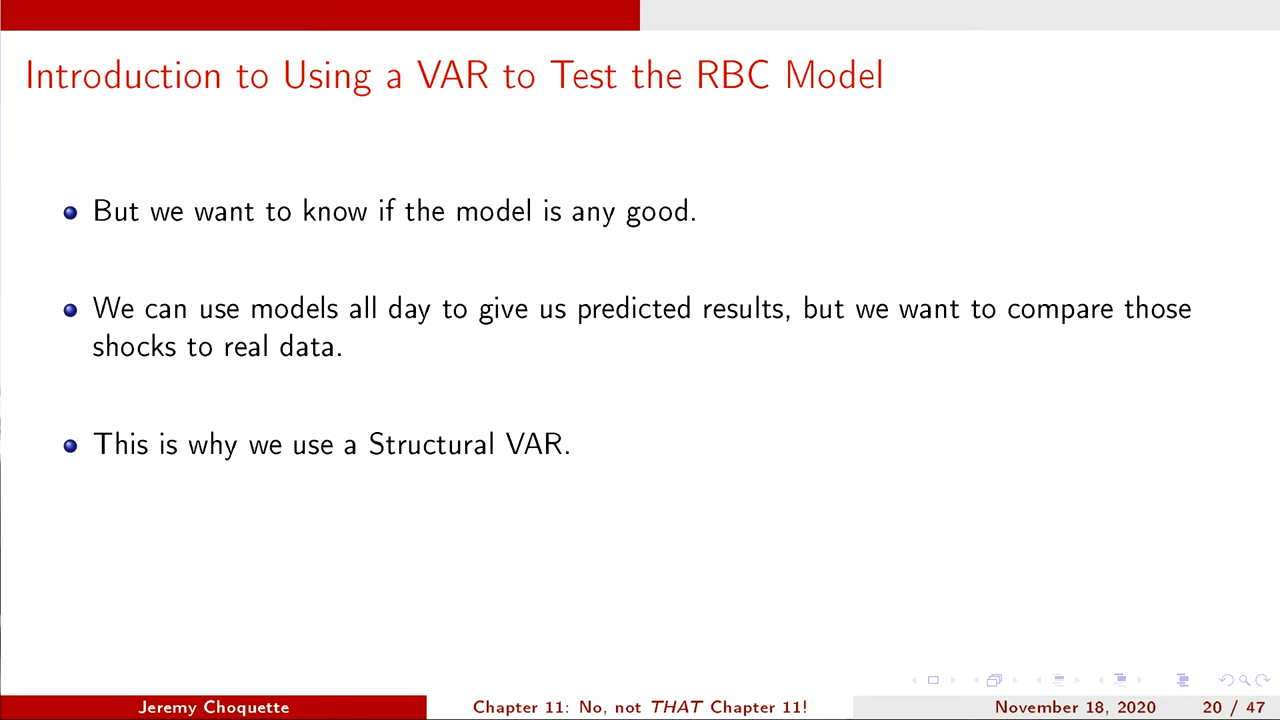 Introduction to Using a VAR to Test the RBC Model
But we want to know if the model is any good.
We can use models all day to give us predicted results, but we want to compare those
shocks to real data.
This is why we use a Structural VAR.
Jeremy Choquette
Chapter 11: No, not THAT Chapter 11!
November 18, 2020
20 / 47